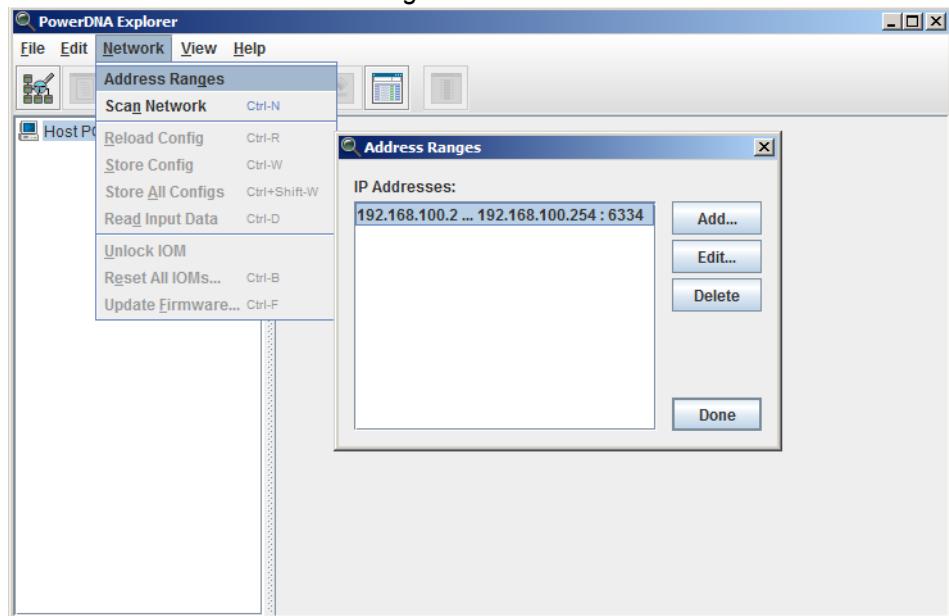 PowerDNA Explorer
File Edit Network View Help
Address Ranges
Scan Network Ctrl-N
Host PC
Reload Config Ctrl-R
Store Config Ctrl-W
Store All Configs Ctrl+Shift-W
Read Input Data Ctrl-D
Unlock IOM
Reset All IOMs... Ctrl-B
Update Firmware... Ctrl-F
Address Ranges
IP Addresses:
192.168.100.2 ... 192.168.100.254 : 6334
Add...
Edit...
Delete
Done